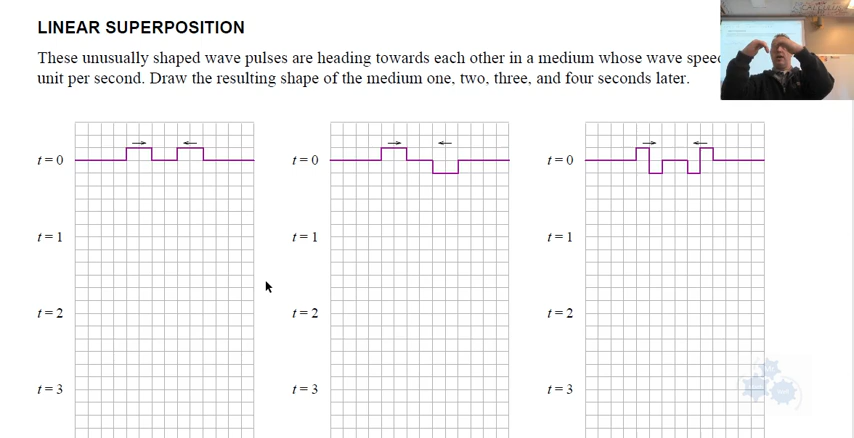 LINEAR SUPERPOSITION
These unusually shaped wave pulses are heading towards each other in a medium whose wave
unit per second. Draw the resulting shape of the medium one, two, three, and four seconds later.
t = 0 t = 0 t = 0
t = 1 t = 1 t = 1
t = 2 t = 2 t = 2
t = 3 t = 3 t = 3